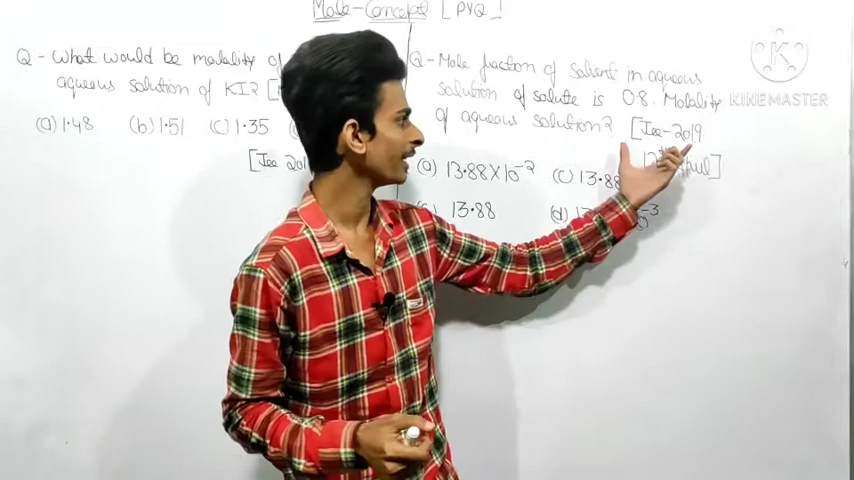 Mole-Concept [PYQ]
Q - What would be molality of
aqueous solution of KI?
(a) 1.48 (b) 1.51 (c) 1.35
[Jee 201
Q - Mole fraction of solvent in aqueous
solution of solute is 0.8. Molality
of aqueous solution? [Jee-2019
(a) 13.88×10⁻² (c) 13.88
13.88 (d)
KINEMASTER